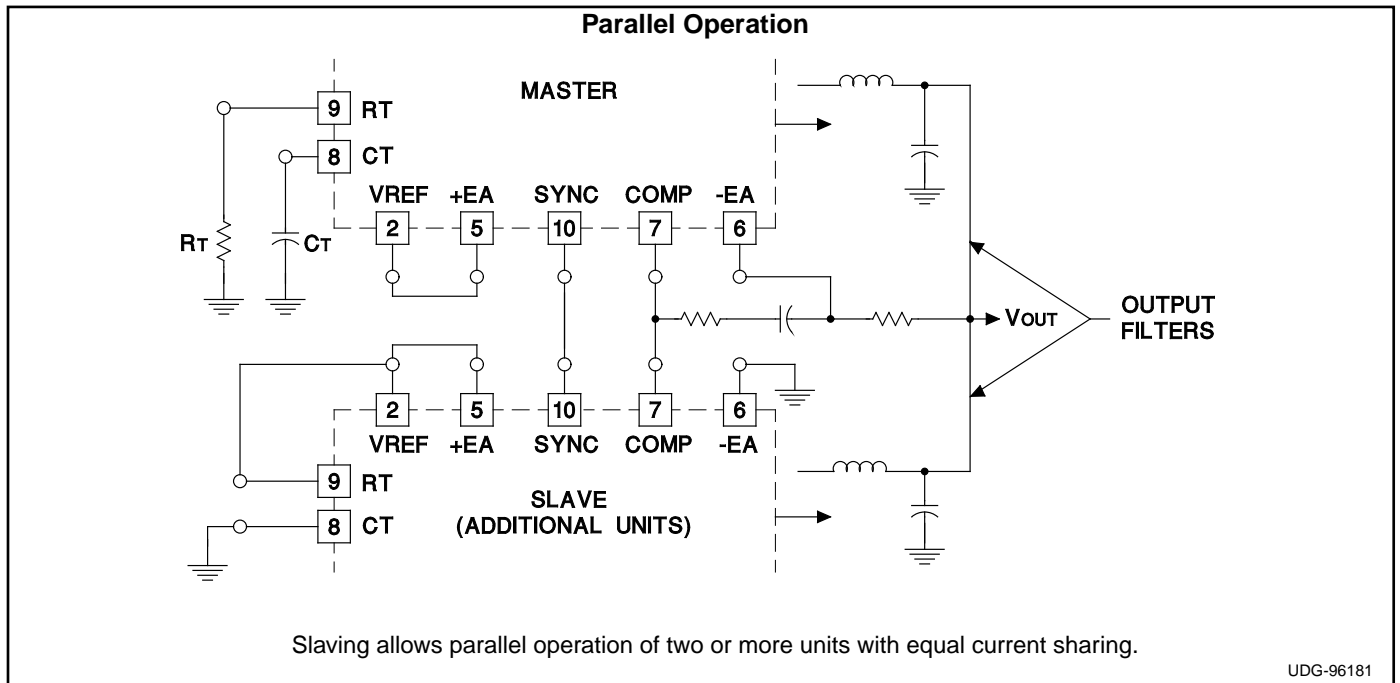 Parallel Operation
MASTER
9 RT
8 CT
VREF +EA SYNC COMP -EA
2 5 10 7 6
RT CT
VOUT
OUTPUT
FILTERS
2 5 10 7 6
VREF +EA SYNC COMP -EA
9 RT
8 CT
SLAVE
(ADDITIONAL UNITS)
Slaving allows parallel operation of two or more units with equal current sharing.
UDG-96181